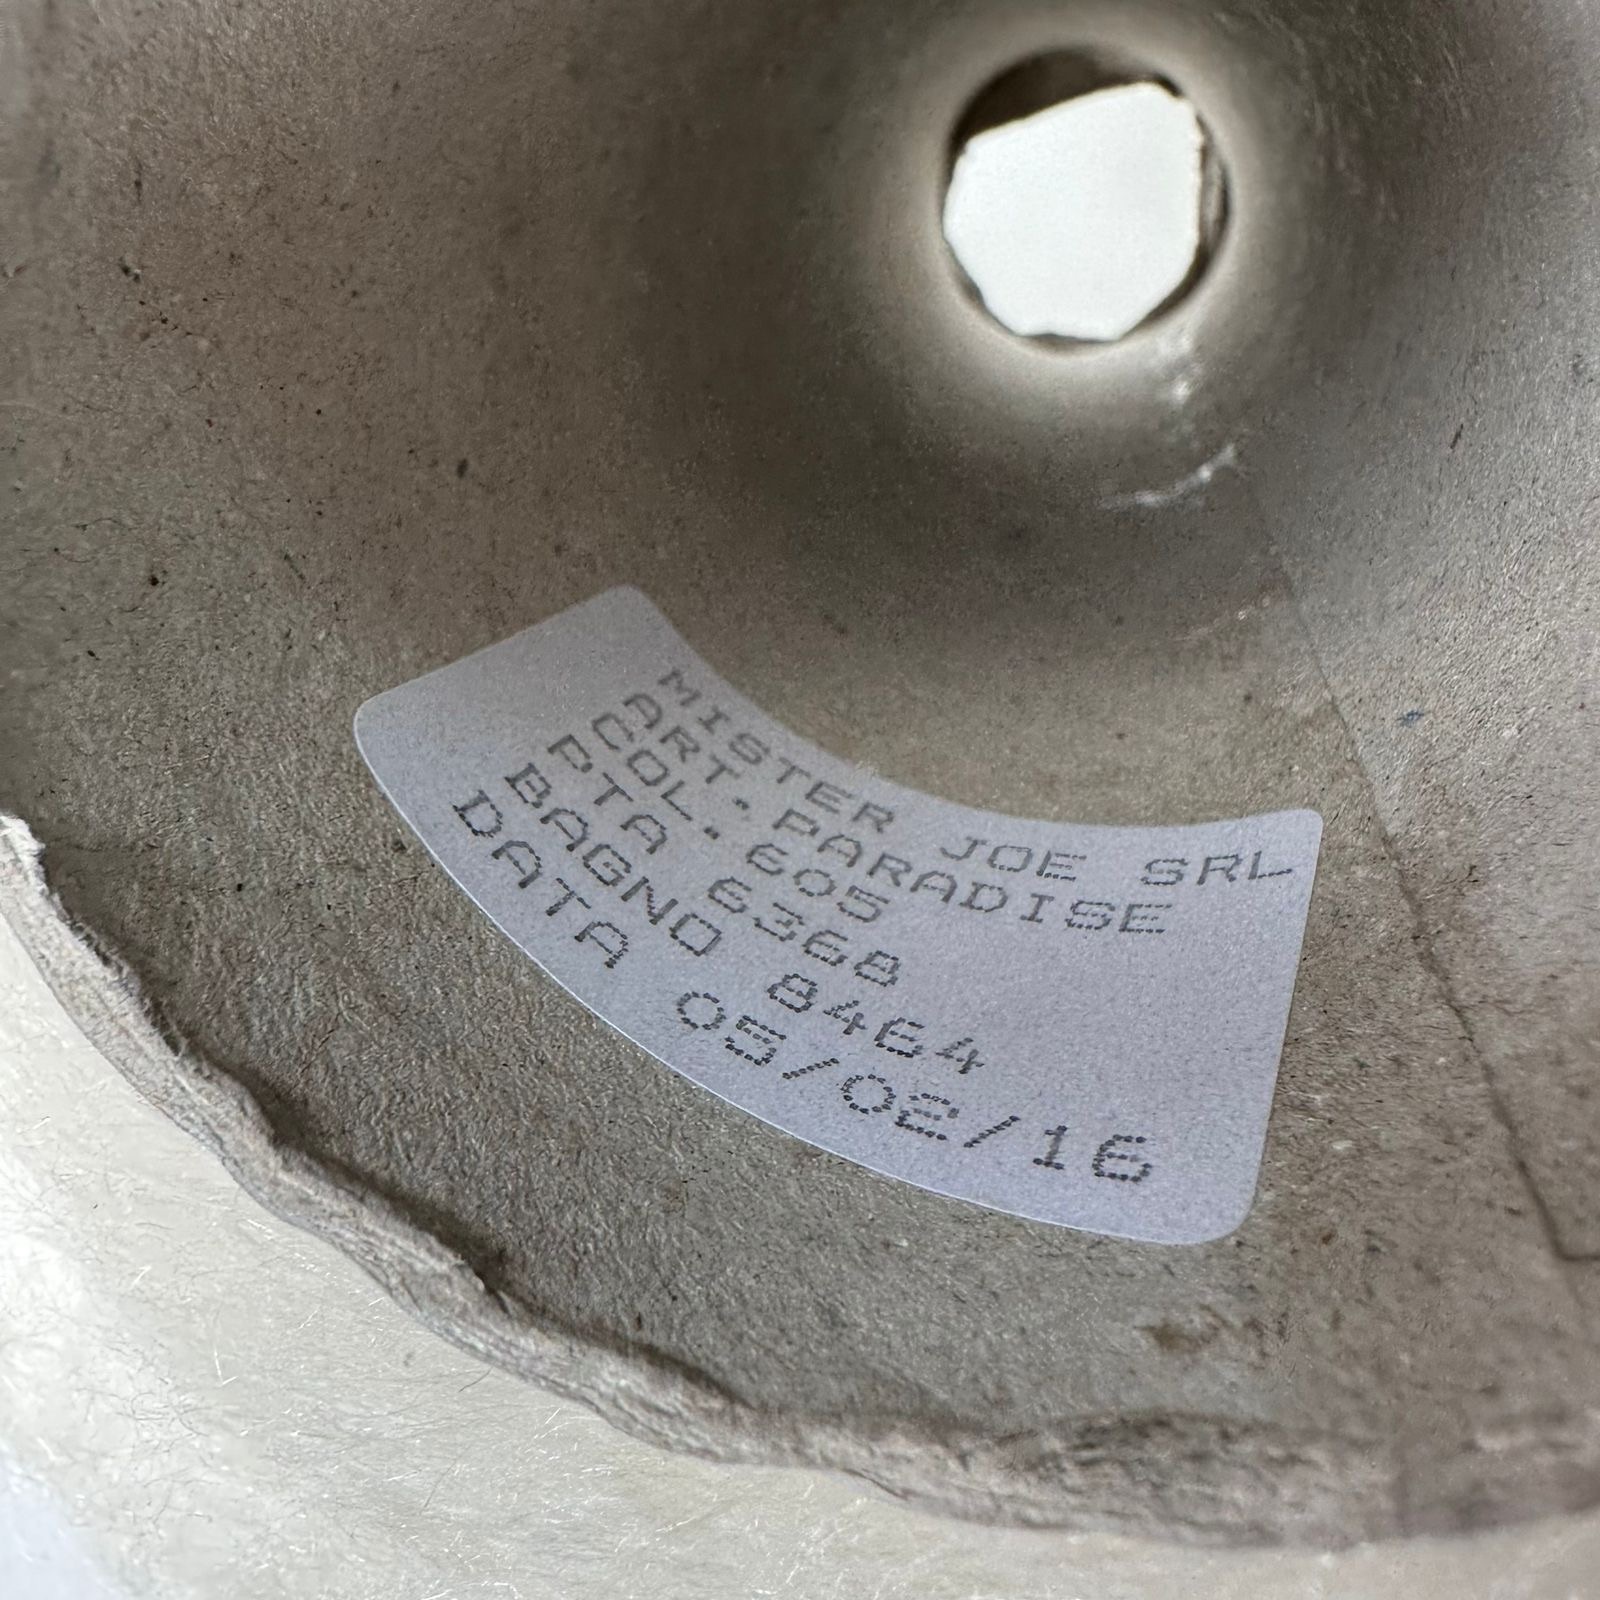 MISTER JOE SRL
ART. PARADISE
COL. 605
PTA 6368
BAGNO 8464
DATA 05/02/16